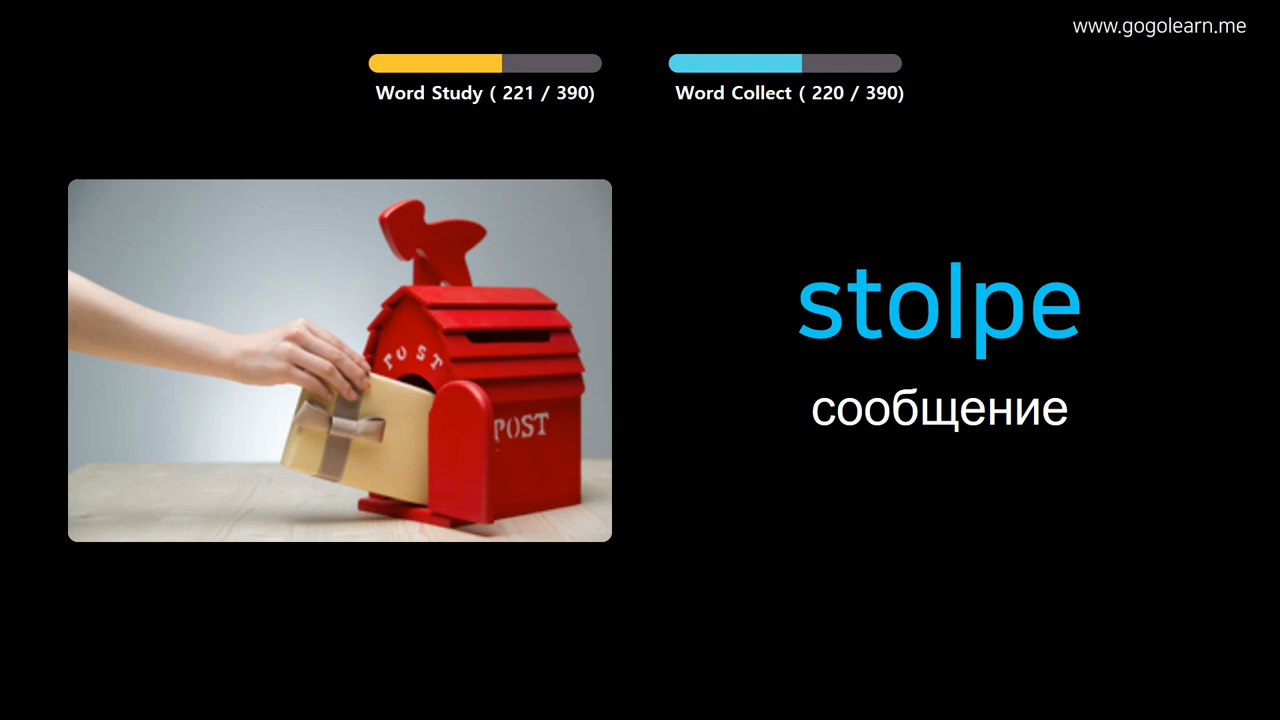 www.gogolearn.me
Word Study ( 221 / 390)
Word Collect ( 220 / 390)
POST
POST
stolpe
сообщение